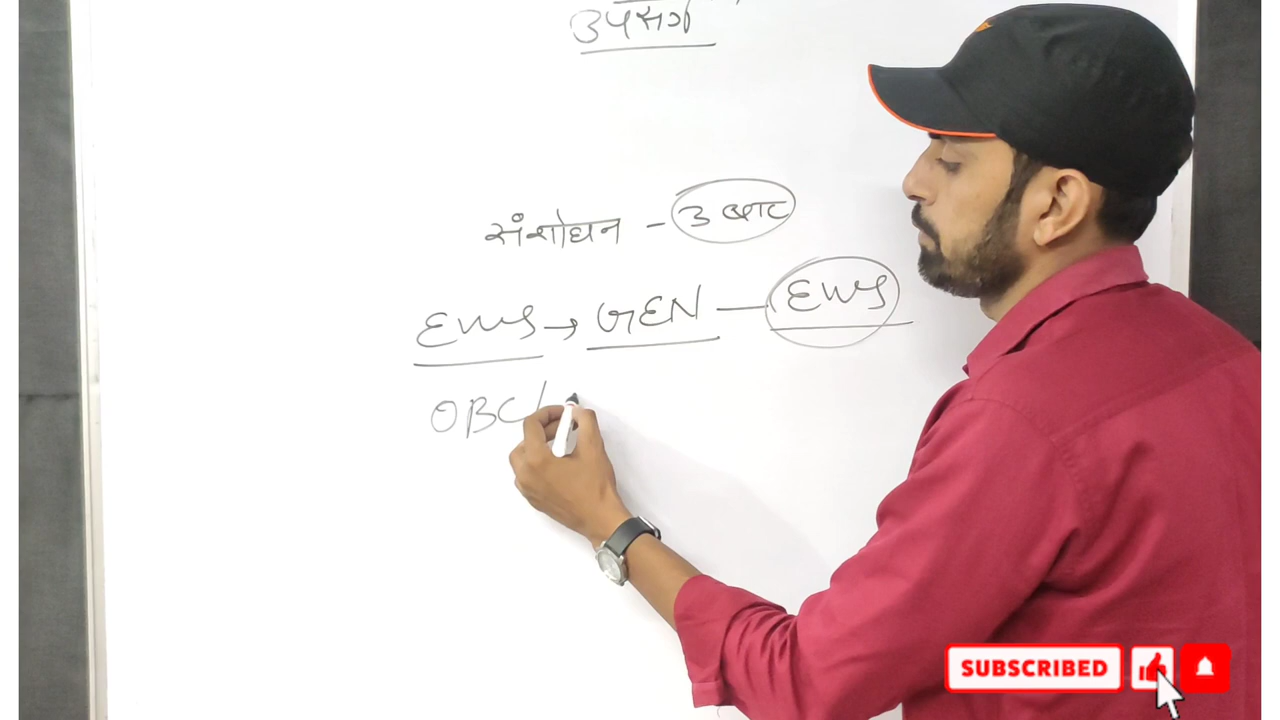 उपसर्ग
संशोधन - 3 बार
EWS → GEN — EWS
OBC/
SUBSCRIBED